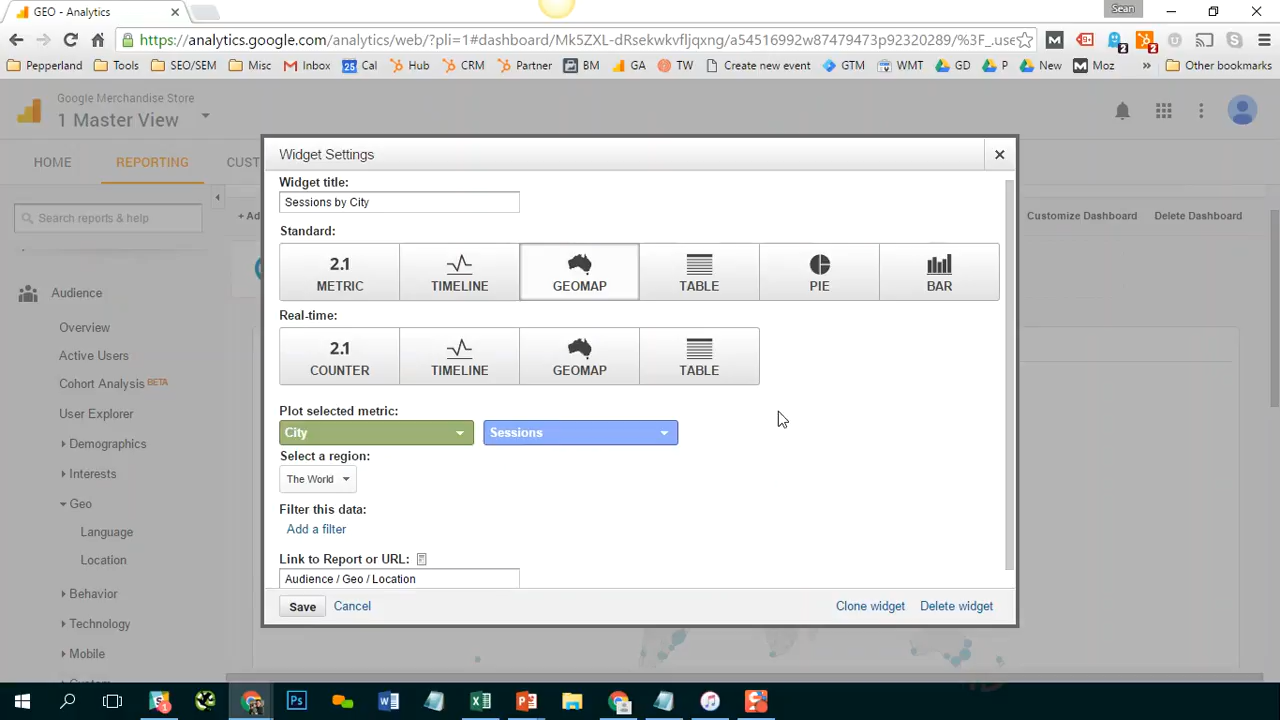 GEO - Analytics
Sean
https://analytics.google.com/analytics/web/?pli=1#dashboard/Mk5ZXL-dRsekwkvfljqxng/a54516992w87479473p92320289/%3F_.use
Pepperland Tools SEO/SEM Misc Inbox 25 Cal Hub CRM Partner BM GA TW Create new event GTM WMT GD P New Moz » Other bookmarks
Google Merchandise Store
1 Master View
HOME REPORTING CUST
Search reports & help
+ Ad
Customize Dashboard Delete Dashboard
Audience
Overview
Active Users
Cohort Analysis BETA
User Explorer
Demographics
Interests
Geo
Language
Location
Behavior
Technology
Mobile
Widget Settings
Widget title:
Sessions by City
Standard:
2.1
METRIC TIMELINE GEOMAP TABLE PIE BAR
Real-time:
2.1
COUNTER TIMELINE GEOMAP TABLE
Plot selected metric:
City Sessions
Select a region:
The World
Filter this data:
Add a filter
Link to Report or URL:
Audience / Geo / Location
Save Cancel Clone widget Delete widget